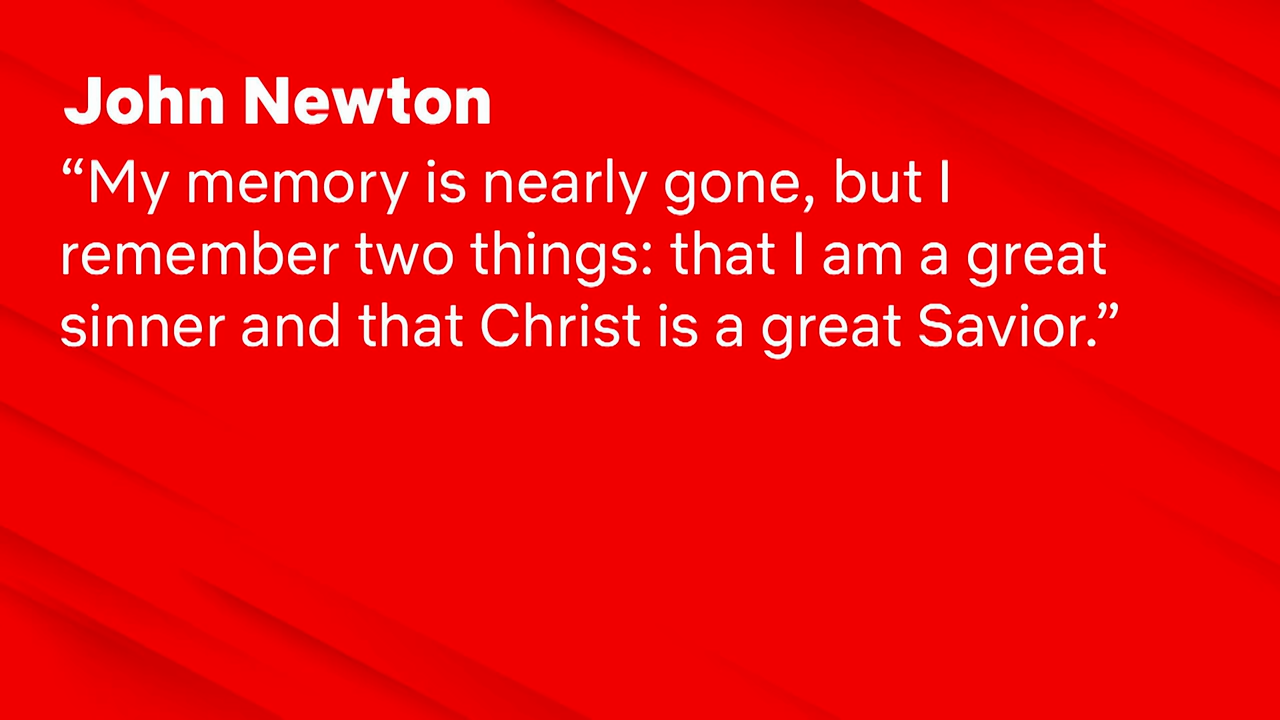 John Newton
“My memory is nearly gone, but I
remember two things: that I am a great
sinner and that Christ is a great Savior.”